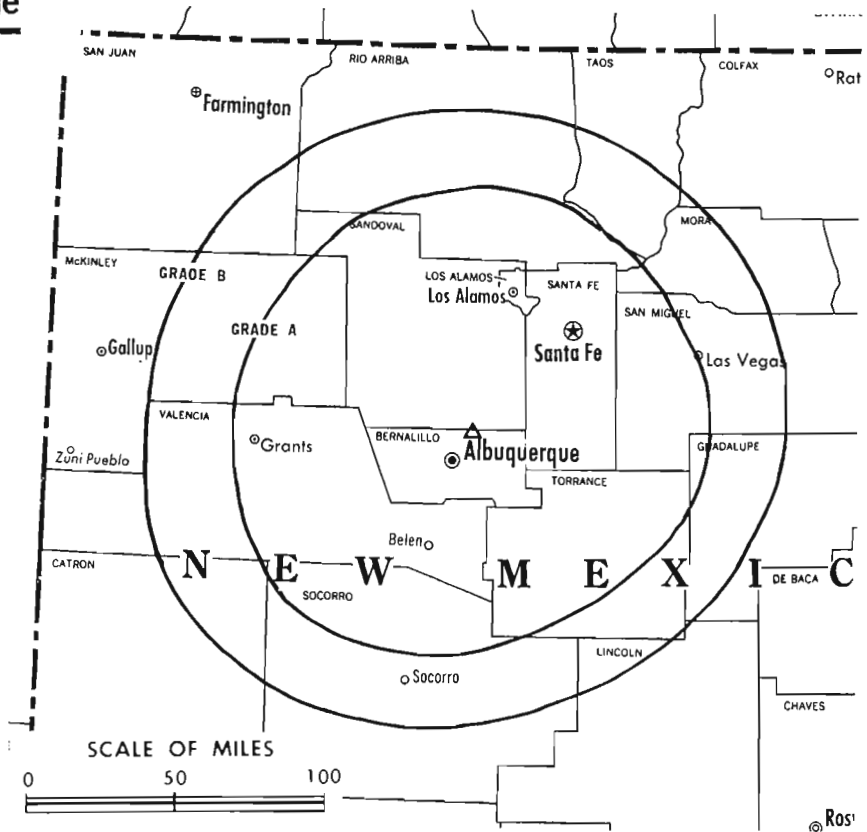 SAN JUAN
RIO ARRIBA
TAOS
COLFAX
Farmington
SANDOVAL
MORA
McKINLEY
GRADE B
LOS ALAMOS
SANTA FE
Los Alamos
SAN MIGUEL
GRADE A
Gallup
Santa Fe
Las Vegas
VALENCIA
BERNALILLO
Grants
Albuquerque
GUADALUPE
Zuni Pueblo
TORRANCE
Belen
N E W M E X I C
CATRON
DE BACA
SOCORRO
LINCOLN
Socorro
CHAVES
SCALE OF MILES
0 50 100